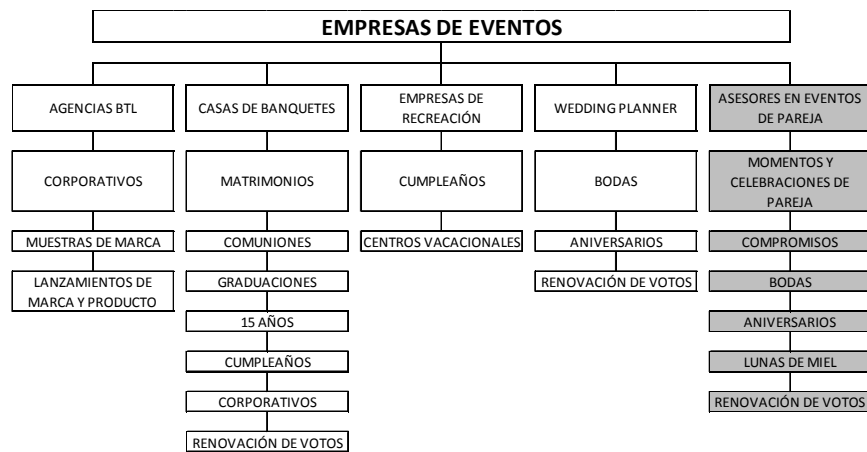 EMPRESAS DE EVENTOS
AGENCIAS BTL
CORPORATIVOS
MUESTRAS DE MARCA
LANZAMIENTOS DE
MARCA Y PRODUCTO
CASAS DE BANQUETES
MATRIMONIOS
COMUNIONES
GRADUACIONES
15 AÑOS
CUMPLEAÑOS
CORPORATIVOS
RENOVACIÓN DE VOTOS
EMPRESAS DE
RECREACIÓN
CUMPLEAÑOS
CENTROS VACACIONALES
WEDDING PLANNER
BODAS
ANIVERSARIOS
RENOVACIÓN DE VOTOS
ASESORES EN EVENTOS
DE PAREJA
MOMENTOS Y
CELEBRACIONES DE
PAREJA
COMPROMISOS
BODAS
ANIVERSARIOS
LUNAS DE MIEL
RENOVACIÓN DE VOTOS